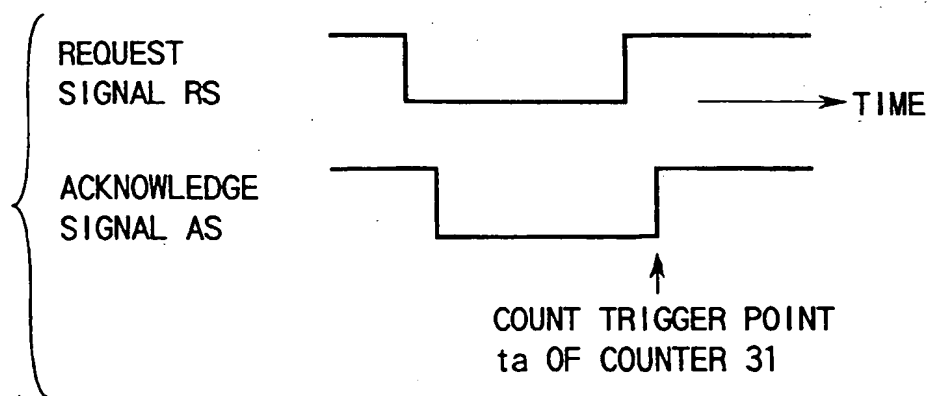 REQUEST
SIGNAL RS
TIME
ACKNOWLEDGE
SIGNAL AS
COUNT TRIGGER POINT
ta OF COUNTER 31